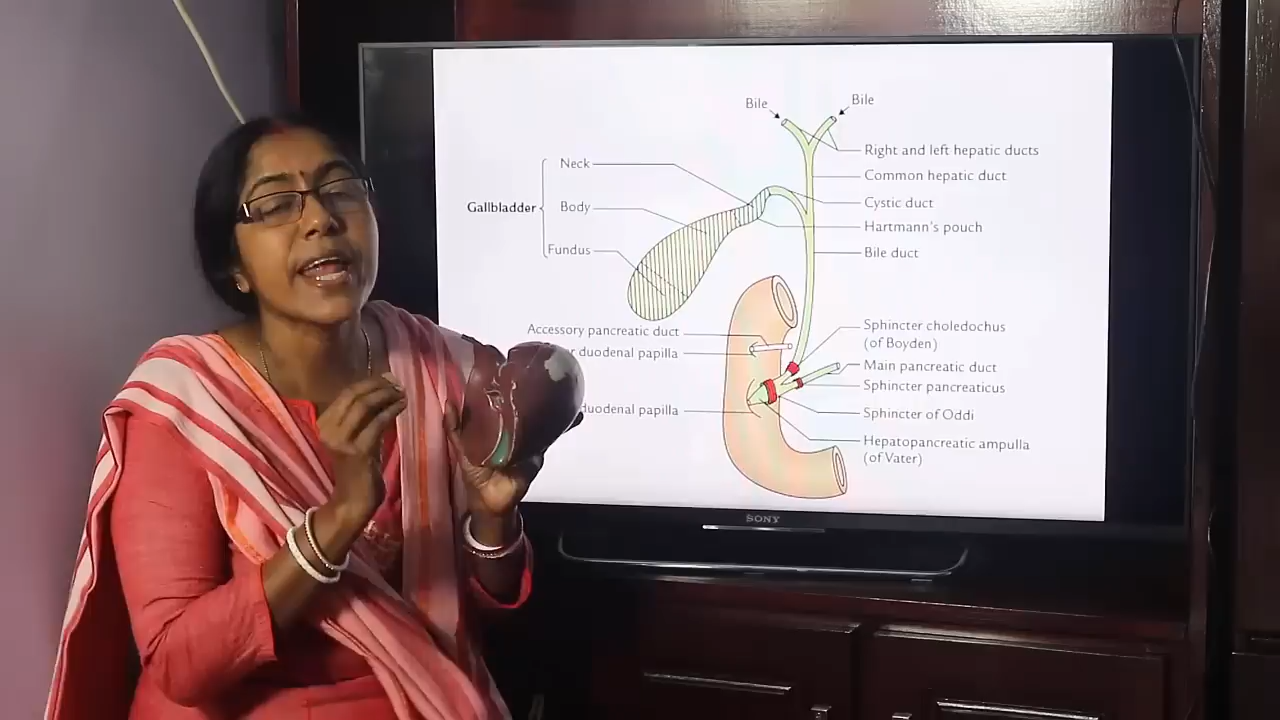 Bile
Bile
Right and left hepatic ducts
Neck
Common hepatic duct
Cystic duct
Gallbladder
Body
Hartmann's pouch
Fundus
Bile duct
Accessory pancreatic duct
Sphincter choledochus
(of Boyden)
duodenal papilla
Main pancreatic duct
Sphincter pancreaticus
duodenal papilla
Sphincter of Oddi
Hepatopancreatic ampulla
(of Vater)
SONY